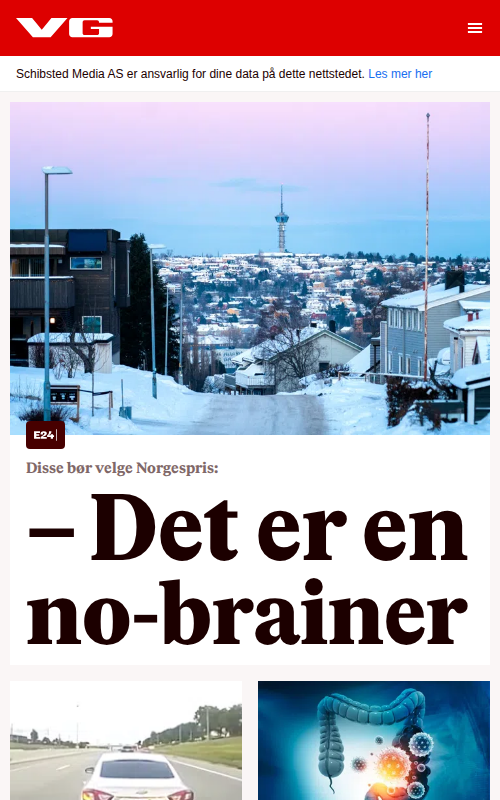 VG
Schibsted Media AS er ansvarlig for dine data på dette nettstedet. Les mer her
E24
Disse bør velge Norgespris:
– Det er en
no-brainer